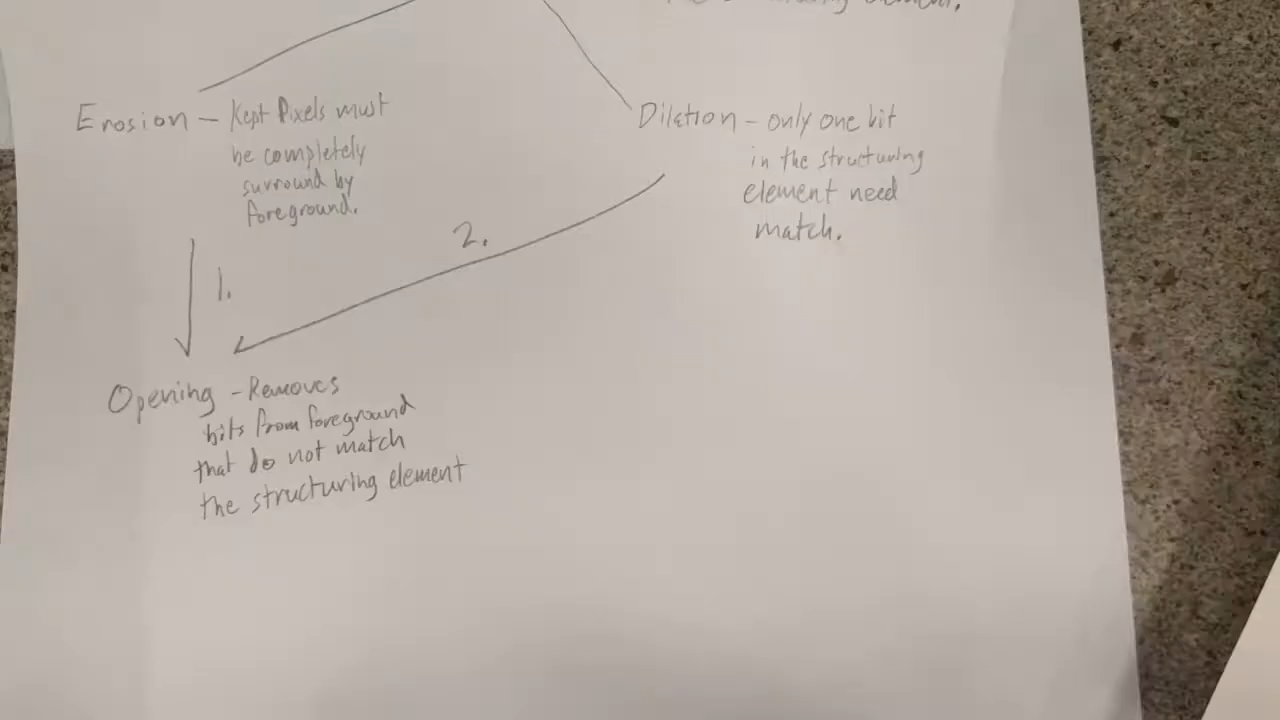 element.
Erosion - Kept Pixels must
be completely
surround by
foreground.
Dilation - only one bit
in the structuring
element need
match.
2.
1.
Opening - Removes
bits from foreground
that do not match
the structuring element